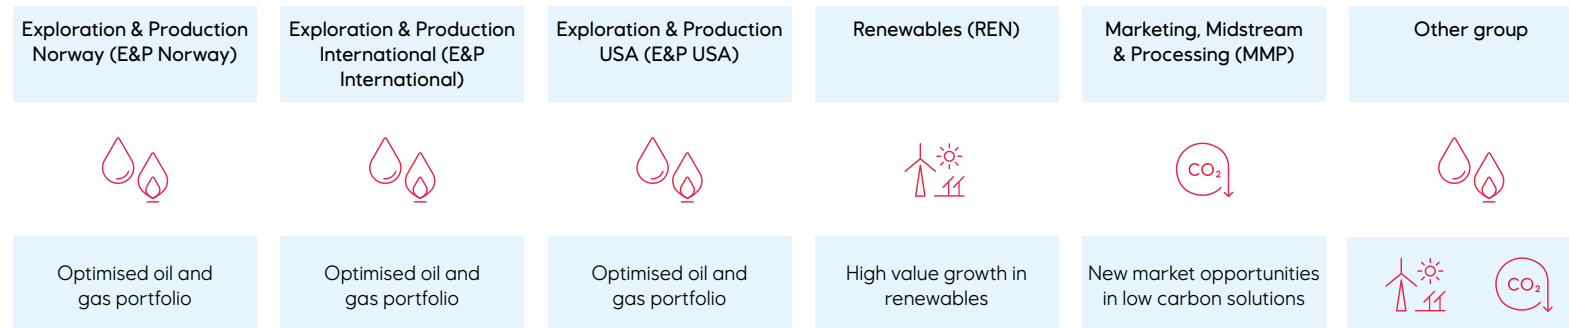 Exploration & Production
Norway (E&P Norway)
Exploration & Production
International (E&P
International)
Exploration & Production
USA (E&P USA)
Renewables (REN)
Marketing, Midstream
& Processing (MMP)
Other group
CO₂
Optimised oil and
gas portfolio
Optimised oil and
gas portfolio
Optimised oil and
gas portfolio
High value growth in
renewables
New market opportunities
in low carbon solutions
CO₂